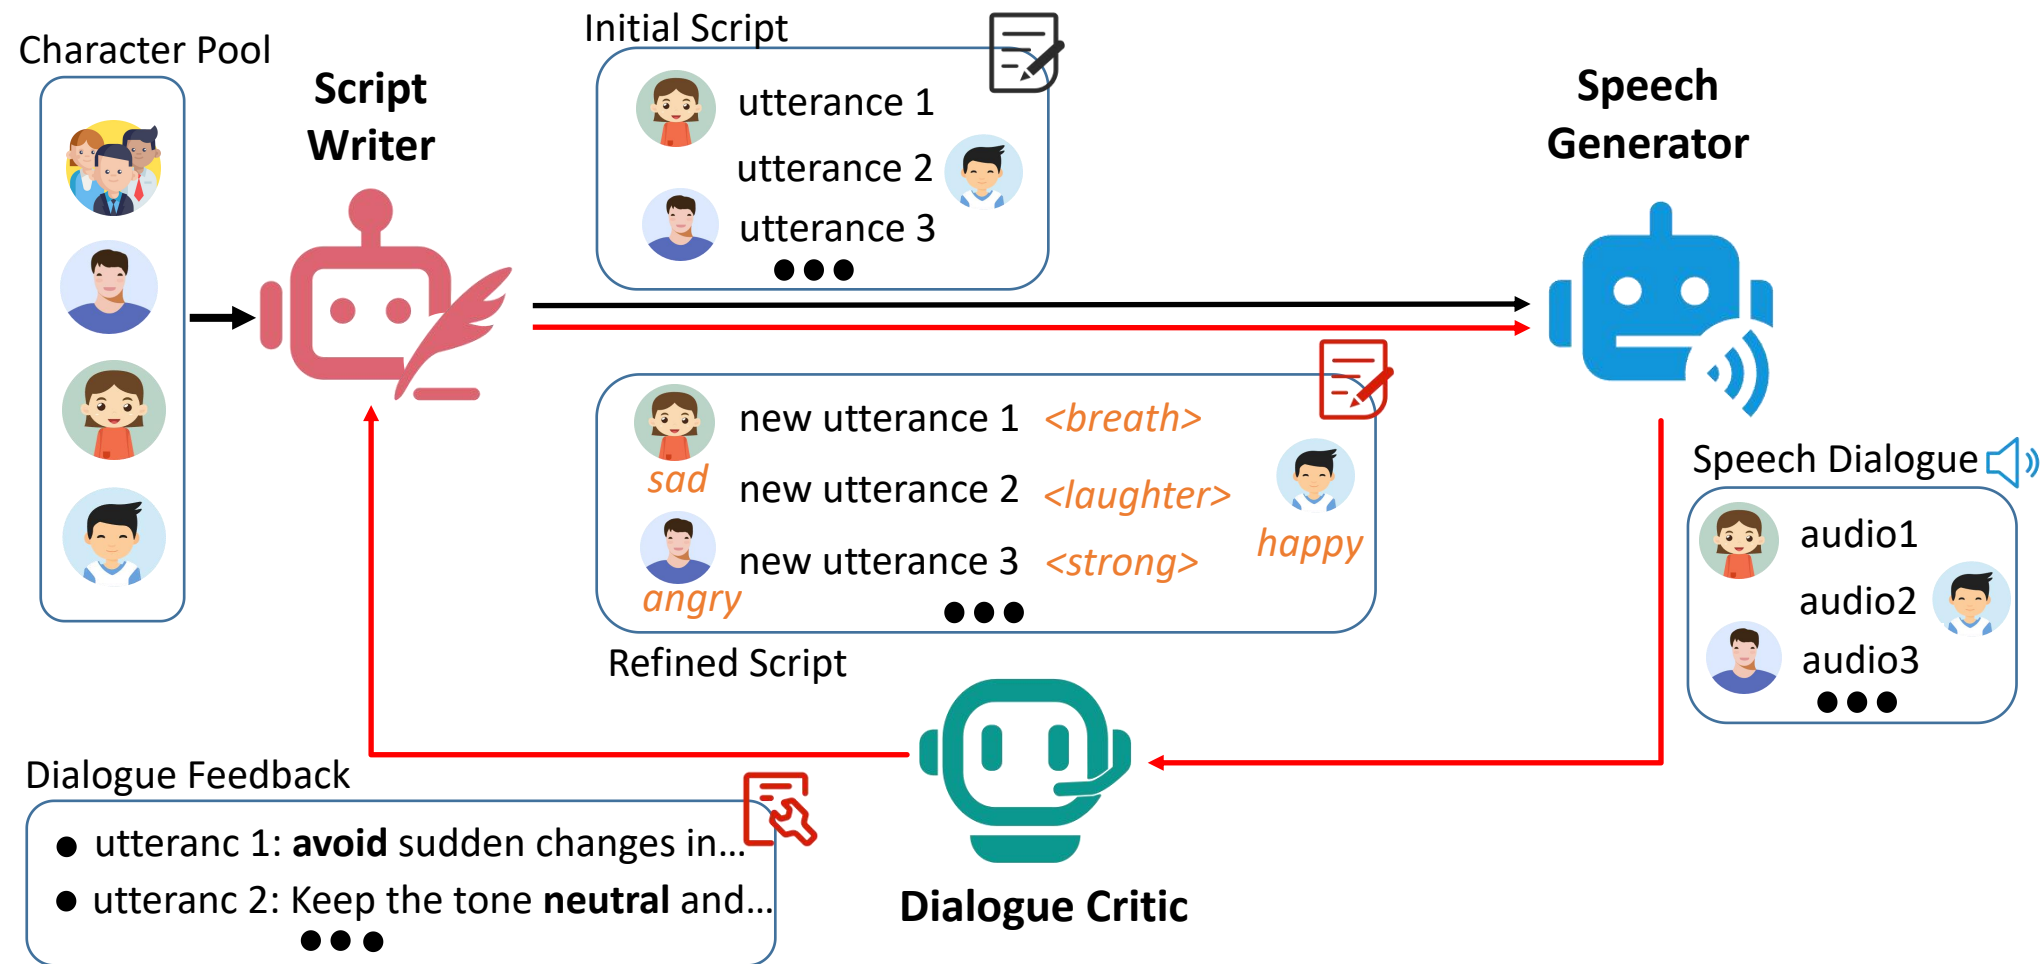 Character Pool
Script
Writer
Initial Script
utterance 1
utterance 2
utterance 3
Speech
Generator
new utterance 1 <breath>
sad
new utterance 2 <laughter>
happy
new utterance 3 <strong>
angry
Refined Script
Speech Dialogue
audio1
audio2
audio3
Dialogue Feedback
utteranc 1: avoid sudden changes in...
utteranc 2: Keep the tone neutral and...
Dialogue Critic